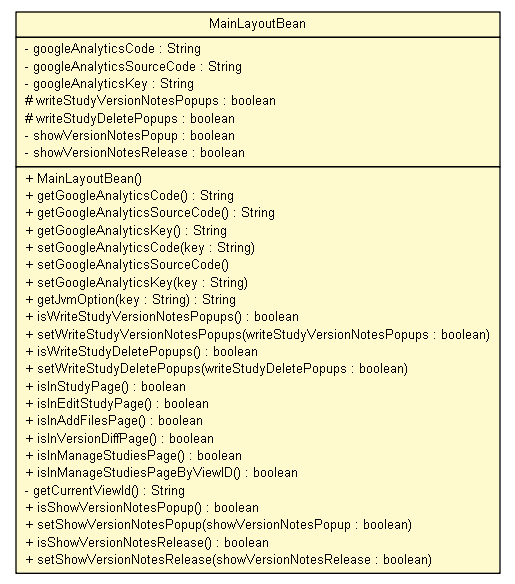 MainLayoutBean
- googleAnalyticsCode : String
- googleAnalyticsSourceCode : String
- googleAnalyticsKey : String
# writeStudyVersionNotesPopups : boolean
# writeStudyDeletePopups : boolean
- showVersionNotesPopup : boolean
- showVersionNotesRelease : boolean
+ MainLayoutBean()
+ getGoogleAnalyticsCode() : String
+ getGoogleAnalyticsSourceCode() : String
+ getGoogleAnalyticsKey() : String
+ setGoogleAnalyticsCode(key : String)
+ setGoogleAnalyticsSourceCode()
+ setGoogleAnalyticsKey(key : String)
+ getJvmOption(key : String) : String
+ isWriteStudyVersionNotesPopups() : boolean
+ setWriteStudyVersionNotesPopups(writeStudyVersionNotesPopups : boolean)
+ isWriteStudyDeletePopups() : boolean
+ setWriteStudyDeletePopups(writeStudyDeletePopups : boolean)
+ isInStudyPage() : boolean
+ isInEditStudyPage() : boolean
+ isInAddFilesPage() : boolean
+ isInVersionDiffPage() : boolean
+ isInManageStudiesPage() : boolean
+ isInManageStudiesPageByViewID() : boolean
- getCurrentViewId() : String
+ isShowVersionNotesPopup() : boolean
+ setShowVersionNotesPopup(showVersionNotesPopup : boolean)
+ isShowVersionNotesRelease() : boolean
+ setShowVersionNotesRelease(showVersionNotesRelease : boolean)